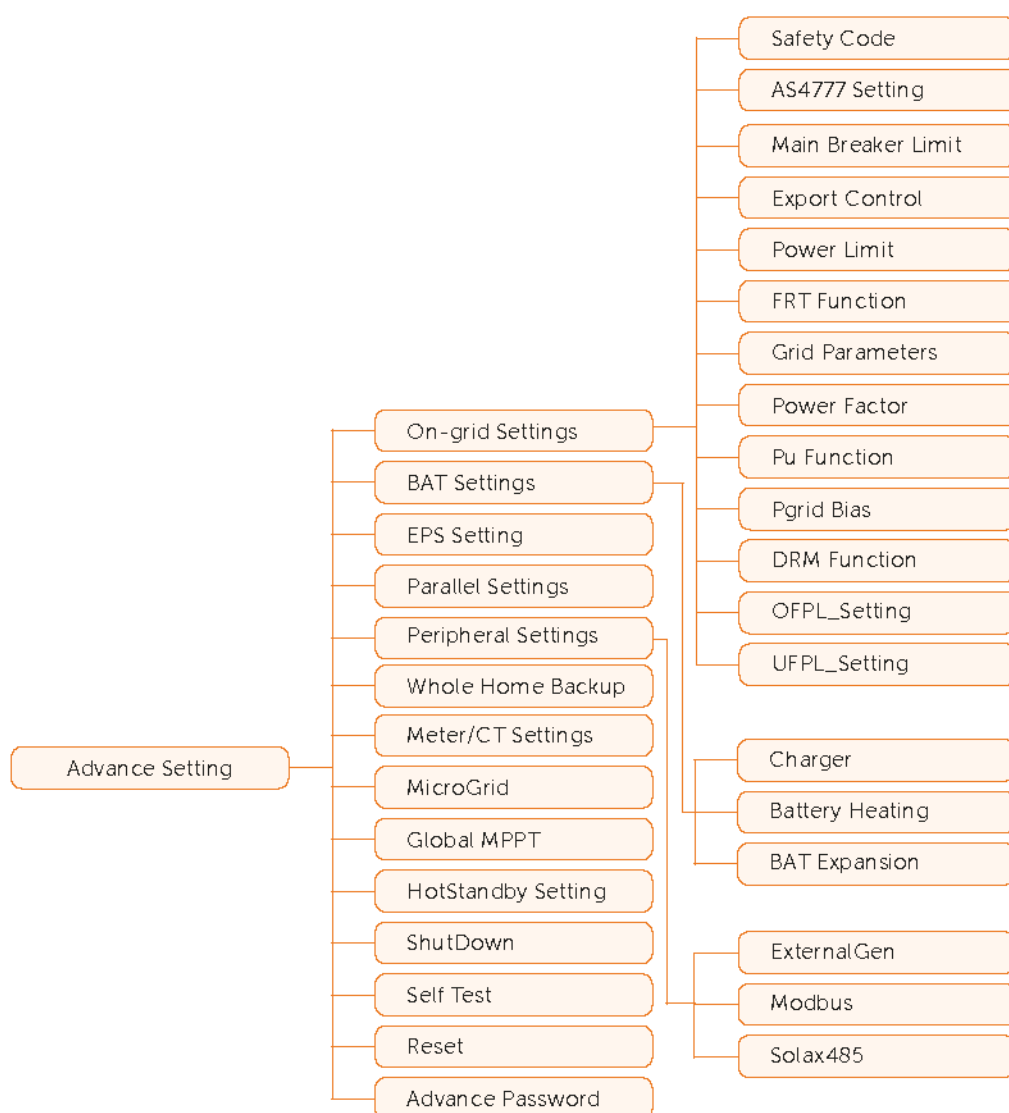 Advance Setting
On-grid Settings
BAT Settings
EPS Setting
Parallel Settings
Peripheral Settings
Whole Home Backup
Meter/CT Settings
MicroGrid
Global MPPT
HotStandby Setting
ShutDown
Self Test
Reset
Advance Password
Safety Code
AS4777 Setting
Main Breaker Limit
Export Control
Power Limit
FRT Function
Grid Parameters
Power Factor
Pu Function
Pgrid Bias
DRM Function
OFPL_Setting
UFPL_Setting
Charger
Battery Heating
BAT Expansion
ExternalGen
Modbus
Solax485